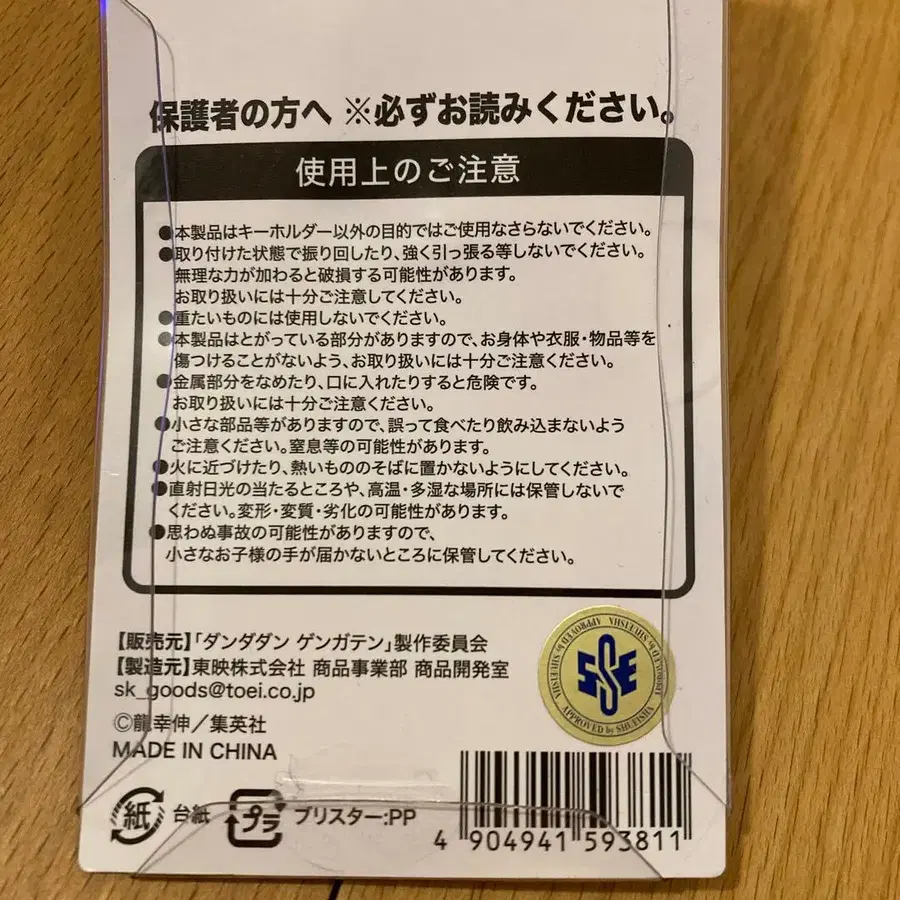 保護者の方へ ※必ずお読みください。
使用上のご注意
●本製品はキーホルダー以外の目的ではご使用なさらないでください。
●取り付けた状態で振り回したり、強く引っ張る等しないでください。
無理な力が加わると破損する可能性があります。
お取り扱いには十分ご注意してください。
●重たいものには使用しないでください。
●本製品はとがっている部分がありますので、お身体や衣服・物品等を
傷つけることがないよう、お取り扱いには十分ご注意ください。
●金属部分をなめたり、口に入れたりすると危険です。
お取り扱いには十分ご注意ください。
●小さな部品等がありますので、誤って食べたり飲み込まないよう
ご注意ください。窒息等の可能性があります。
●火に近づけたり、熱いもののそばに置かないようにしてください。
●直射日光の当たるところや、高温・多湿な場所には保管しないで
ください。変形・変質・劣化の可能性があります。
●思わぬ事故の可能性がありますので、
小さなお子様の手が届かないところに保管してください。
【販売元】「ダンダダン ゲンガテン」製作委員会
【製造元】東映株式会社 商品事業部 商品開発室
sk_goods@toei.co.jp
©龍幸伸／集英社
MADE IN CHINA
APPROVED by SHUEISHA
紙 台紙 プラ ブリスター:PP
4 904941 593811